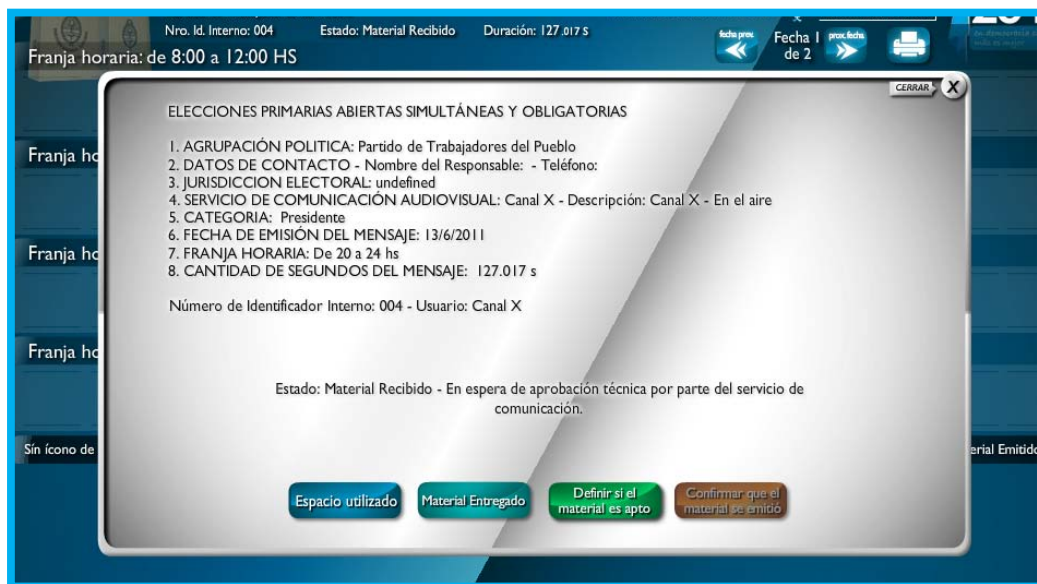 Nro. Id. Interno: 004 Estado: Material Recibido Duración: 127.017 S
Franja horaria: de 8:00 a 12:00 HS
fecha prev. Fecha 1 de 2 prox. fecha
CERRAR X
ELECCIONES PRIMARIAS ABIERTAS SIMULTÁNEAS Y OBLIGATORIAS
1. AGRUPACIÓN POLITICA: Partido de Trabajadores del Pueblo
2. DATOS DE CONTACTO - Nombre del Responsable: - Teléfono:
3. JURISDICCION ELECTORAL: undefined
4. SERVICIO DE COMUNICACIÓN AUDIOVISUAL: Canal X - Descripción: Canal X - En el aire
5. CATEGORIA: Presidente
6. FECHA DE EMISIÓN DEL MENSAJE: 13/6/2011
7. FRANJA HORARIA: De 20 a 24 hs
8. CANTIDAD DE SEGUNDOS DEL MENSAJE: 127.017 s
Número de Identificador Interno: 004 - Usuario: Canal X
Franja ho
Franja ho
Franja ho
Estado: Material Recibido - En espera de aprobación técnica por parte del servicio de
comunicación.
Sín ícono de
erial Emitido
Espacio utilizado
Material Entregado
Definir si el
material es apto
Confirmar que el
material se emitió